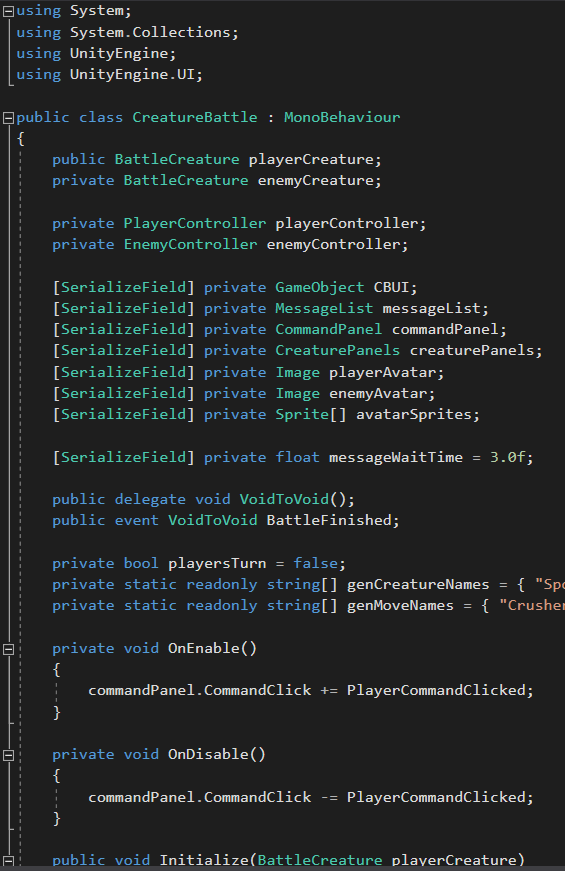 using System;
using System.Collections;
using UnityEngine;
using UnityEngine.UI;
public class CreatureBattle : MonoBehaviour
{
public BattleCreature playerCreature;
private BattleCreature enemyCreature;
private PlayerController playerController;
private EnemyController enemyController;
[SerializeField] private GameObject CBUI;
[SerializeField] private MessageList messageList;
[SerializeField] private CommandPanel commandPanel;
[SerializeField] private CreaturePanels creaturePanels;
[SerializeField] private Image playerAvatar;
[SerializeField] private Image enemyAvatar;
[SerializeField] private Sprite[] avatarSprites;
[SerializeField] private float messageWaitTime = 3.0f;
public delegate void VoidToVoid();
public event VoidToVoid BattleFinished;
private bool playersTurn = false;
private static readonly string[] genCreatureNames = {
private static readonly string[] genMoveNames = { "Crusher
private void OnEnable()
{
commandPanel.CommandClick += PlayerCommandClicked;
}
private void OnDisable()
{
commandPanel.CommandClick -= PlayerCommandClicked;
}
public void Initialize(BattleCreature playerCreature)